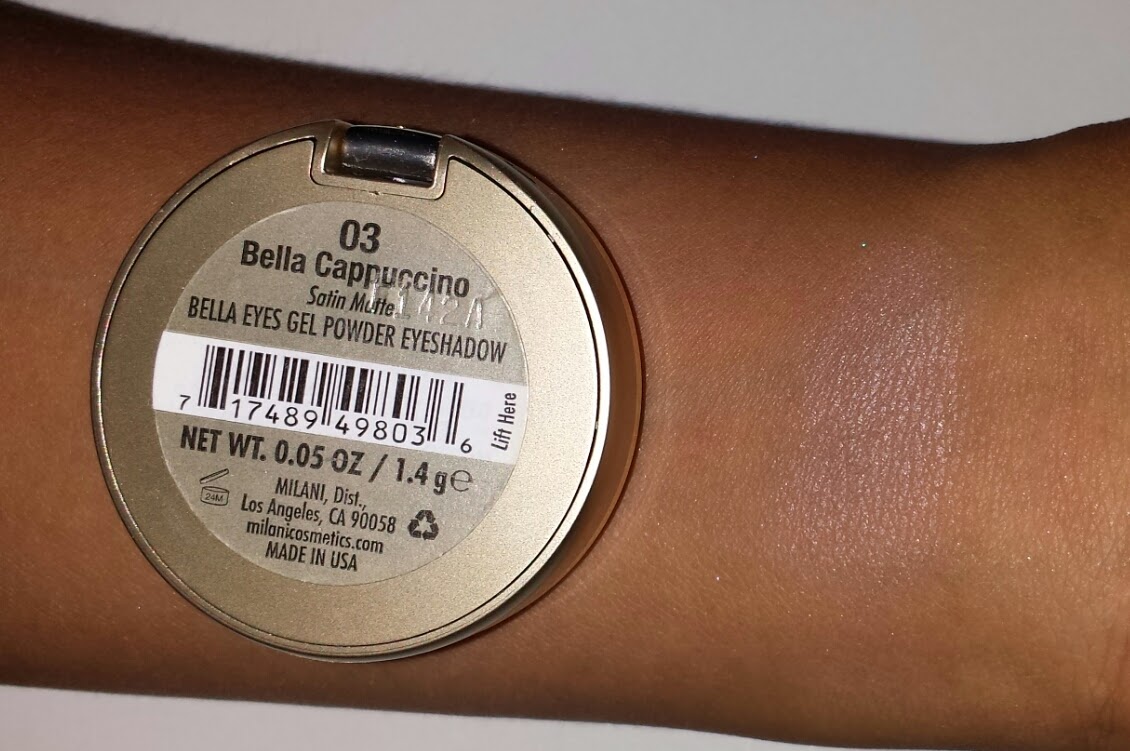 03
Bella Cappuccino
Satin Matte
BELLA EYES GEL POWDER EYESHADOW
7 17489 49803 6
Lift Here
NET WT. 0.05 OZ / 1.4 g ℮
24M
MILANI, Dist.,
Los Angeles, CA 90058
milanicosmetics.com
MADE IN USA